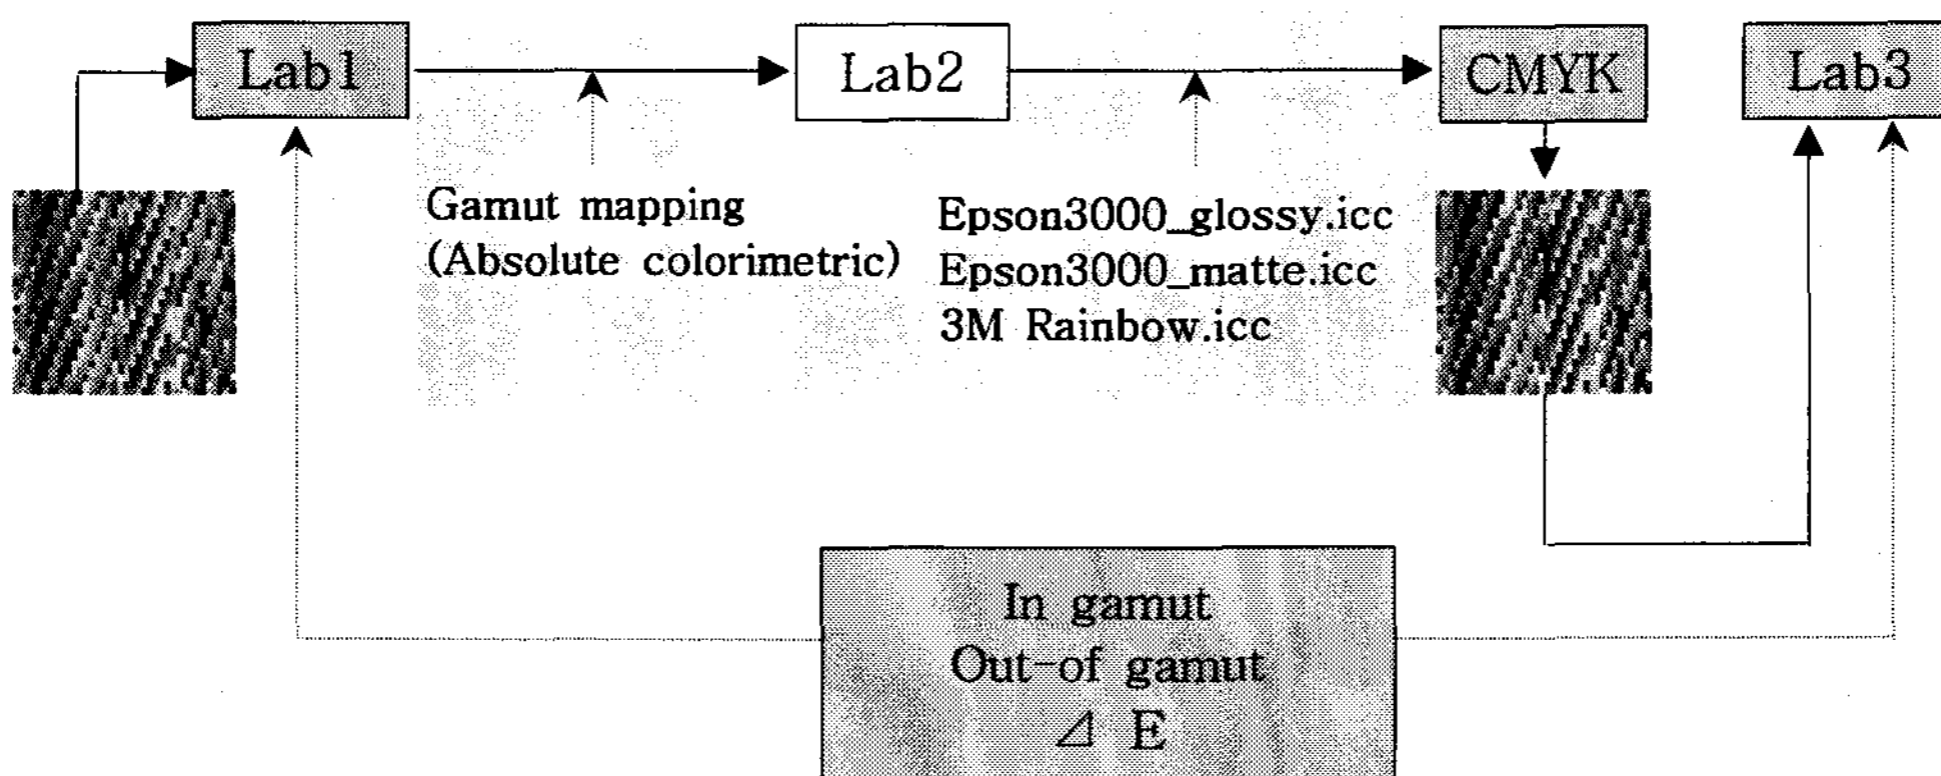 Lab1
Lab2
CMYK
Lab3
Gamut mapping
(Absolute colorimetric)
Epson3000_glossy.icc
Epson3000_matte.icc
3M Rainbow.icc
In gamut
Out-of gamut
⊿ E